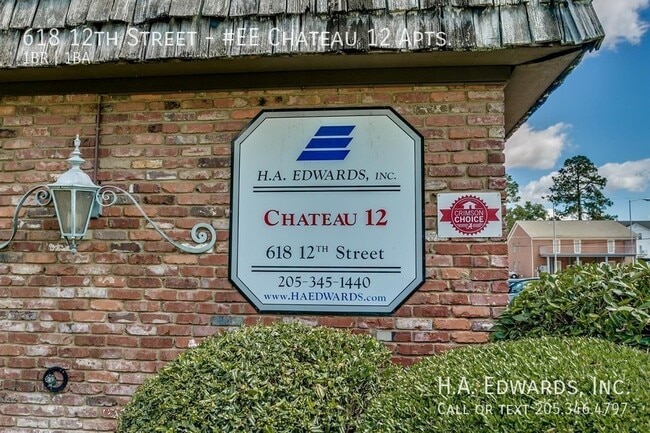 618 12th Street - #EE Chateau 12 Apts.
1BR | 1BA
H.A. EDWARDS, INC.
CHATEAU 12
618 12TH STREET
205-345-1440
www.HAEDWARDS.com
CRIMSON
CHOICE
H.A. Edwards, Inc.
Call or text 205.346.4797